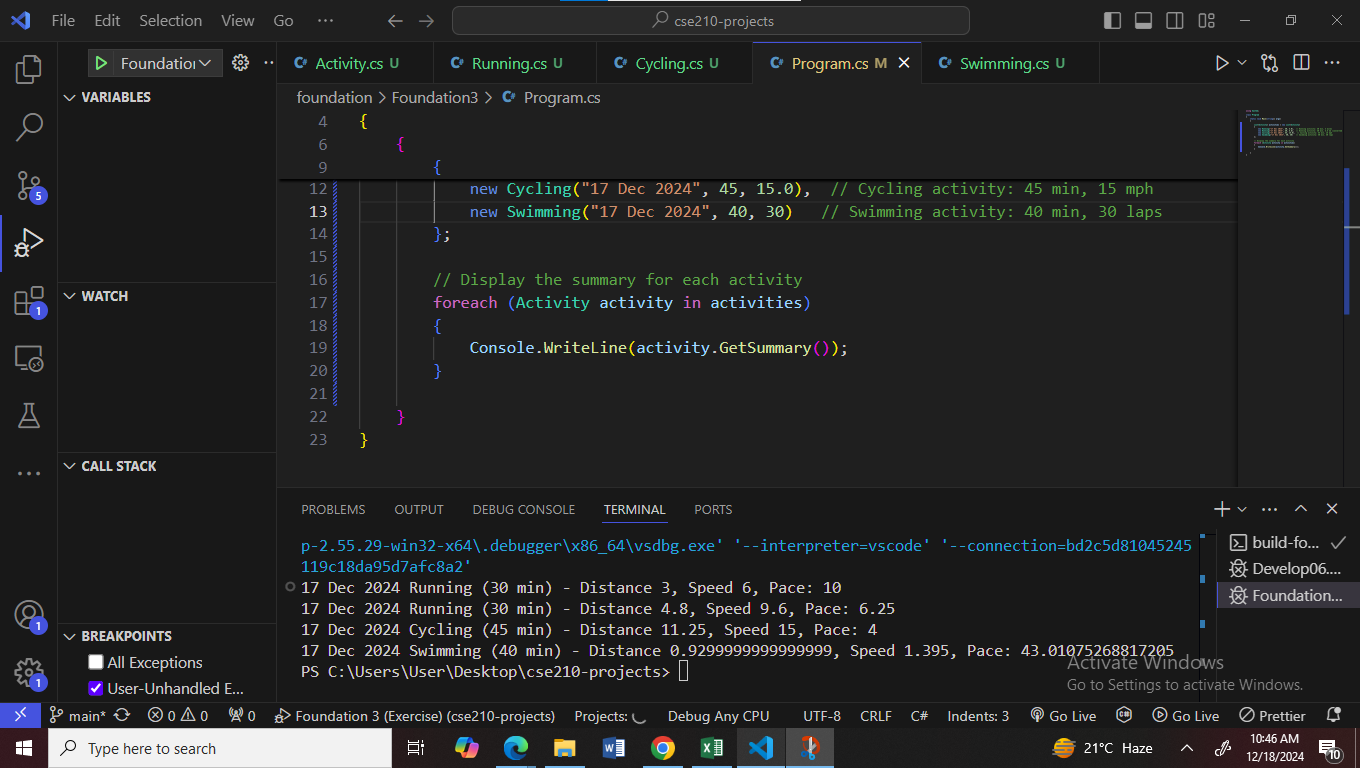 File Edit Selection View Go ··· cse210-projects
Foundation
Activity.cs U Running.cs U Cycling.cs U Program.cs M Swimming.cs U
foundation > Foundation3 > Program.cs
VARIABLES
WATCH
CALL STACK
BREAKPOINTS
All Exceptions
User-Unhandled E...
5
1
1
1
4 {
6 {
9 {
12 new Cycling("17 Dec 2024", 45, 15.0), // Cycling activity: 45 min, 15 mph
13 new Swimming("17 Dec 2024", 40, 30) // Swimming activity: 40 min, 30 laps
14 };
15
16 // Display the summary for each activity
17 foreach (Activity activity in activities)
18 {
19 Console.WriteLine(activity.GetSummary());
20 }
21
22 }
23 }
PROBLEMS OUTPUT DEBUG CONSOLE TERMINAL PORTS
p-2.55.29-win32-x64\.debugger\x86_64\vsdbg.exe' '--interpreter=vscode' '--connection=bd2c5d81045245
119c18da95d7afc8a2'
17 Dec 2024 Running (30 min) - Distance 3, Speed 6, Pace: 10
17 Dec 2024 Running (30 min) - Distance 4.8, Speed 9.6, Pace: 6.25
17 Dec 2024 Cycling (45 min) - Distance 11.25, Speed 15, Pace: 4
17 Dec 2024 Swimming (40 min) - Distance 0.9299999999999999, Speed 1.395, Pace: 43.01075268817205
PS C:\Users\User\Desktop\cse210-projects>
build-fo...
Develop06....
Foundation...
Activate Windows
Go to Settings to activate Windows.
main* 0 0 0 Foundation 3 (Exercise) (cse210-projects) Projects: Debug Any CPU UTF-8 CRLF C# Indents: 3 Go Live Go Live Prettier
Type here to search
21°C Haze
10:46 AM
12/18/2024
10